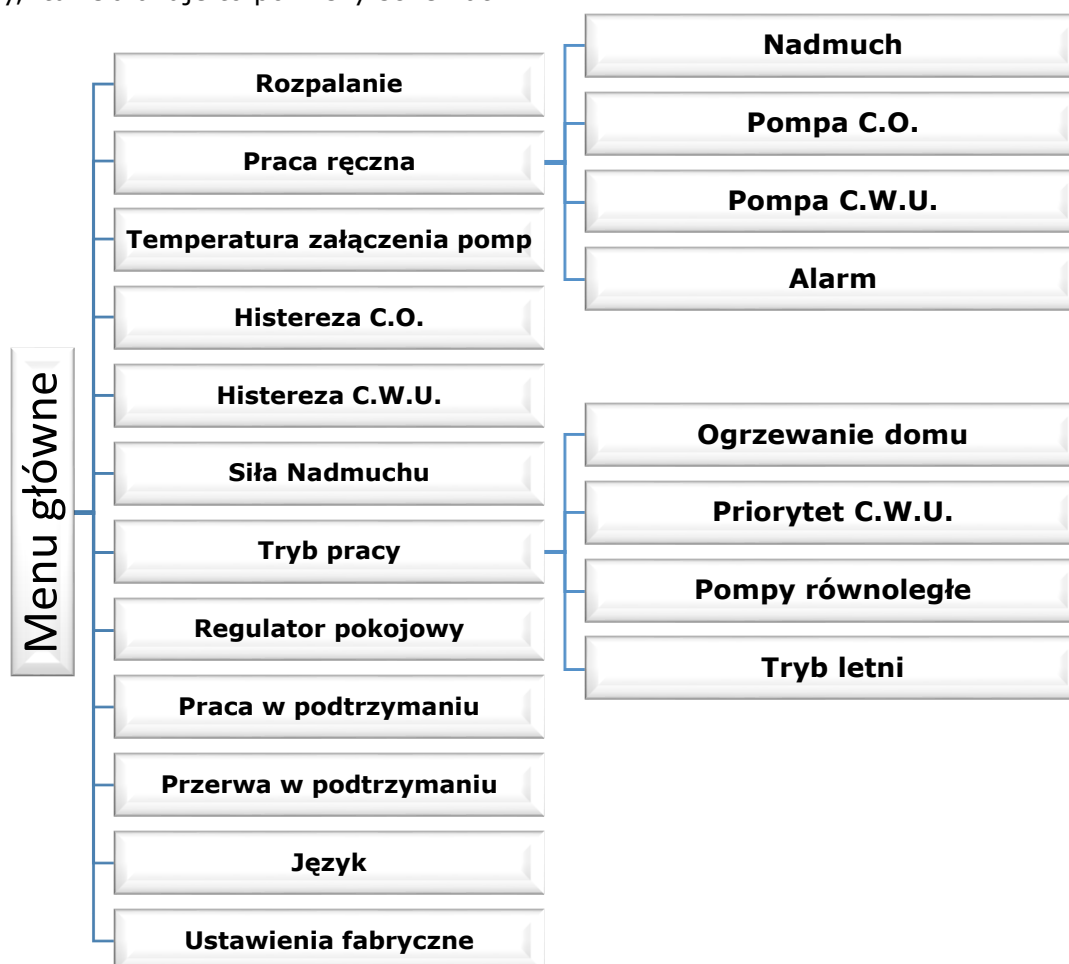 Menu główne
Rozpalanie
Praca ręczna
Nadmuch
Pompa C.O.
Pompa C.W.U.
Alarm
Temperatura załączenia pomp
Histereza C.O.
Histereza C.W.U.
Siła Nadmuchu
Tryb pracy
Ogrzewanie domu
Priorytet C.W.U.
Pompy równoległe
Tryb letni
Regulator pokojowy
Praca w podtrzymaniu
Przerwa w podtrzymaniu
Język
Ustawienia fabryczne